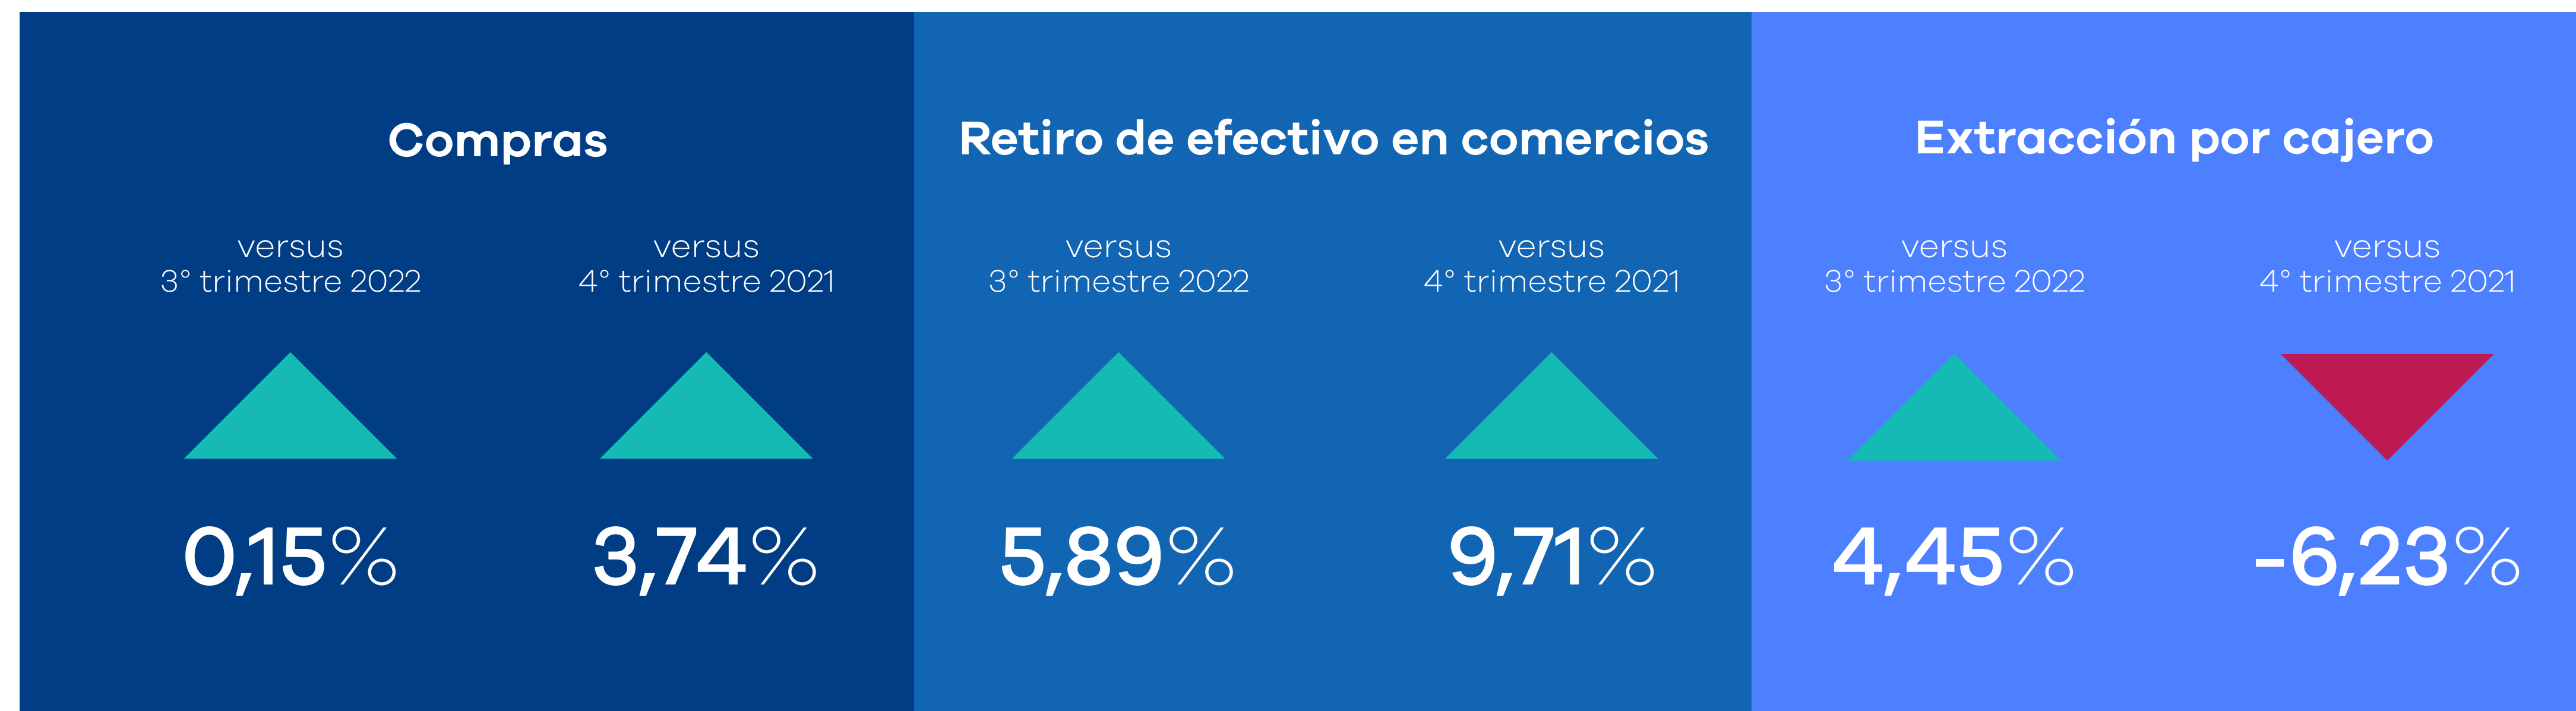 Compras
versus
3° trimestre 2022
versus
4° trimestre 2021
0,15%
3,74%
Retiro de efectivo en comercios
versus
3° trimestre 2022
versus
4° trimestre 2021
5,89%
9,71%
Extracción por cajero
versus
3° trimestre 2022
versus
4° trimestre 2021
4,45%
-6,23%